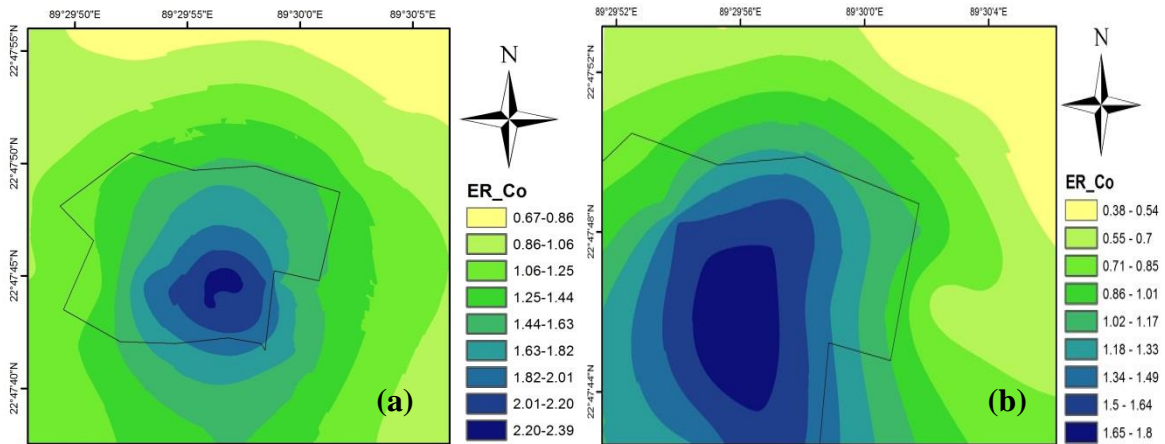 89°29'50"E 89°29'55"E 89°30'0"E 89°30'5"E
22°47'55"N
22°47'50"N
22°47'45"N
22°47'40"N
N
ER_Co
0.67-0.86
0.86-1.06
1.06-1.25
1.25-1.44
1.44-1.63
1.63-1.82
1.82-2.01
2.01-2.20
2.20-2.39
(a)
89°29'52"E 89°29'56"E 89°30'0"E 89°30'4"E
22°47'52"N
22°47'48"N
22°47'44"N
N
ER_Co
0.38 - 0.54
0.55 - 0.7
0.71 - 0.85
0.86 - 1.01
1.02 - 1.17
1.18 - 1.33
1.34 - 1.49
1.5 - 1.64
1.65 - 1.8
(b)